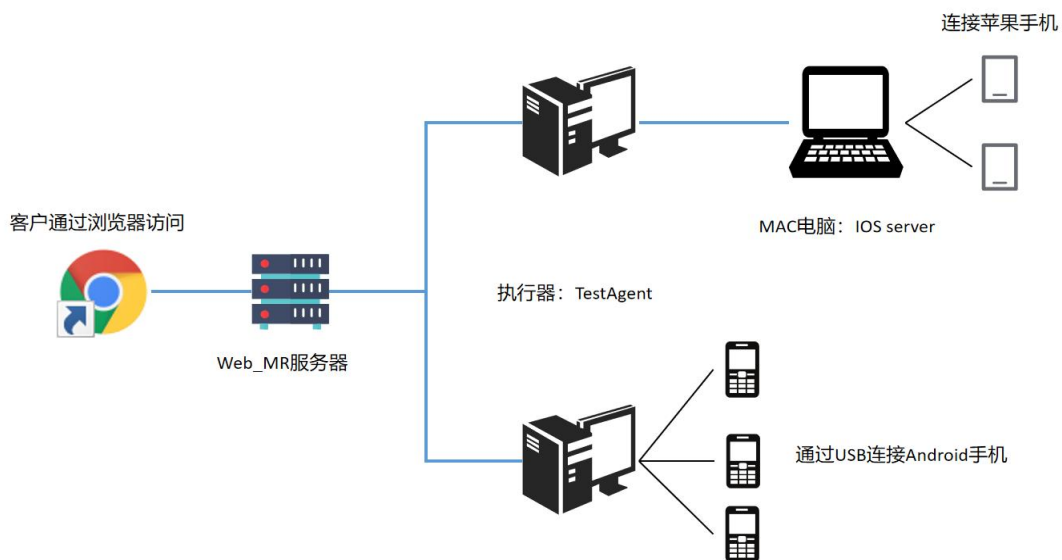 连接苹果手机
客户通过浏览器访问
MAC电脑：IOS server
执行器：TestAgent
Web_MR服务器
通过USB连接Android手机